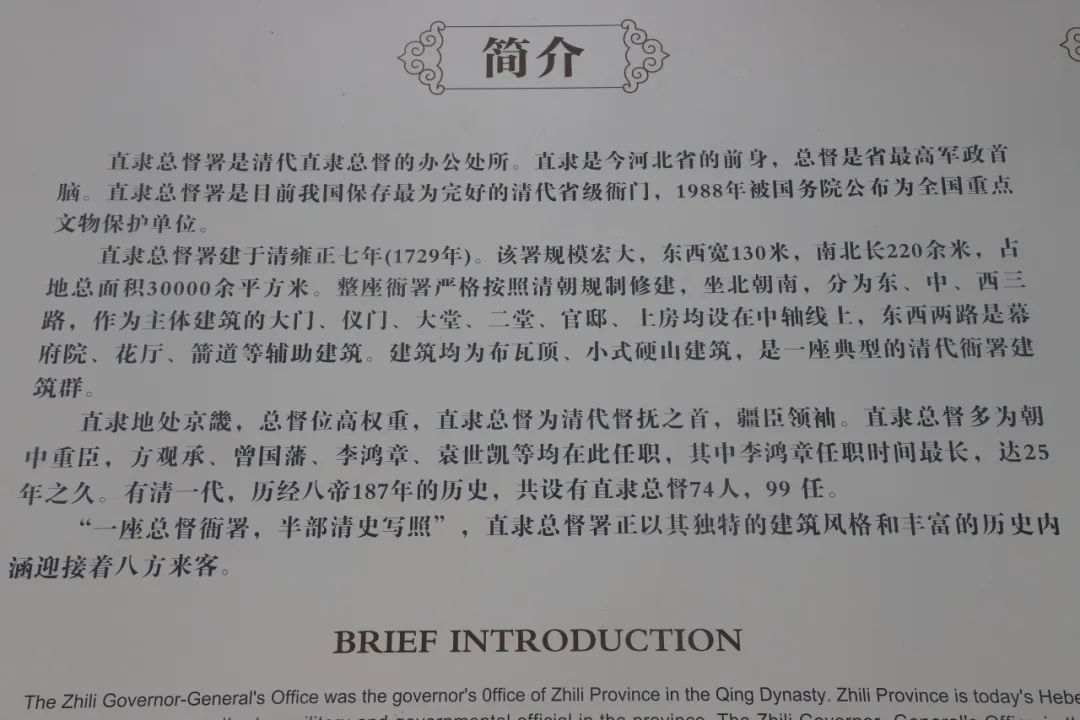 简介
直隶总督署是清代直隶总督的办公处所。直隶是今河北省的前身，总督是省最高军政首
脑。直隶总督署是目前我国保存最为完好的清代省级衙门，1988年被国务院公布为全国重点
文物保护单位。
直隶总督署建于清雍正七年(1729年)。该署规模宏大，东西宽130米，南北长220余米，占
地总面积30000余平方米。整座衙署严格按照清朝规制修建，坐北朝南，分为东、中、西三
路，作为主体建筑的大门、仪门、大堂、二堂、官邸、上房均设在中轴线上，东西两路是幕
府院、花厅、箭道等辅助建筑。建筑均为布瓦顶、小式硬山建筑，是一座典型的清代衙署建
筑群。
直隶地处京畿，总督位高权重，直隶总督为清代督抚之首，疆臣领袖。直隶总督多为朝
中重臣，方观承、曾国藩、李鸿章、袁世凯等均在此任职，其中李鸿章任职时间最长，达25
年之久。有清一代，历经八帝187年的历史，共设有直隶总督74人，99 任。
“一座总督衙署，半部清史写照”，直隶总督署正以其独特的建筑风格和丰富的历史内
涵迎接着八方来客。
BRIEF INTRODUCTION
The Zhili Governor-General's Office was the governor's 0ffice of Zhili Province in the Qing Dynasty. Zhili Province is today's Hebe